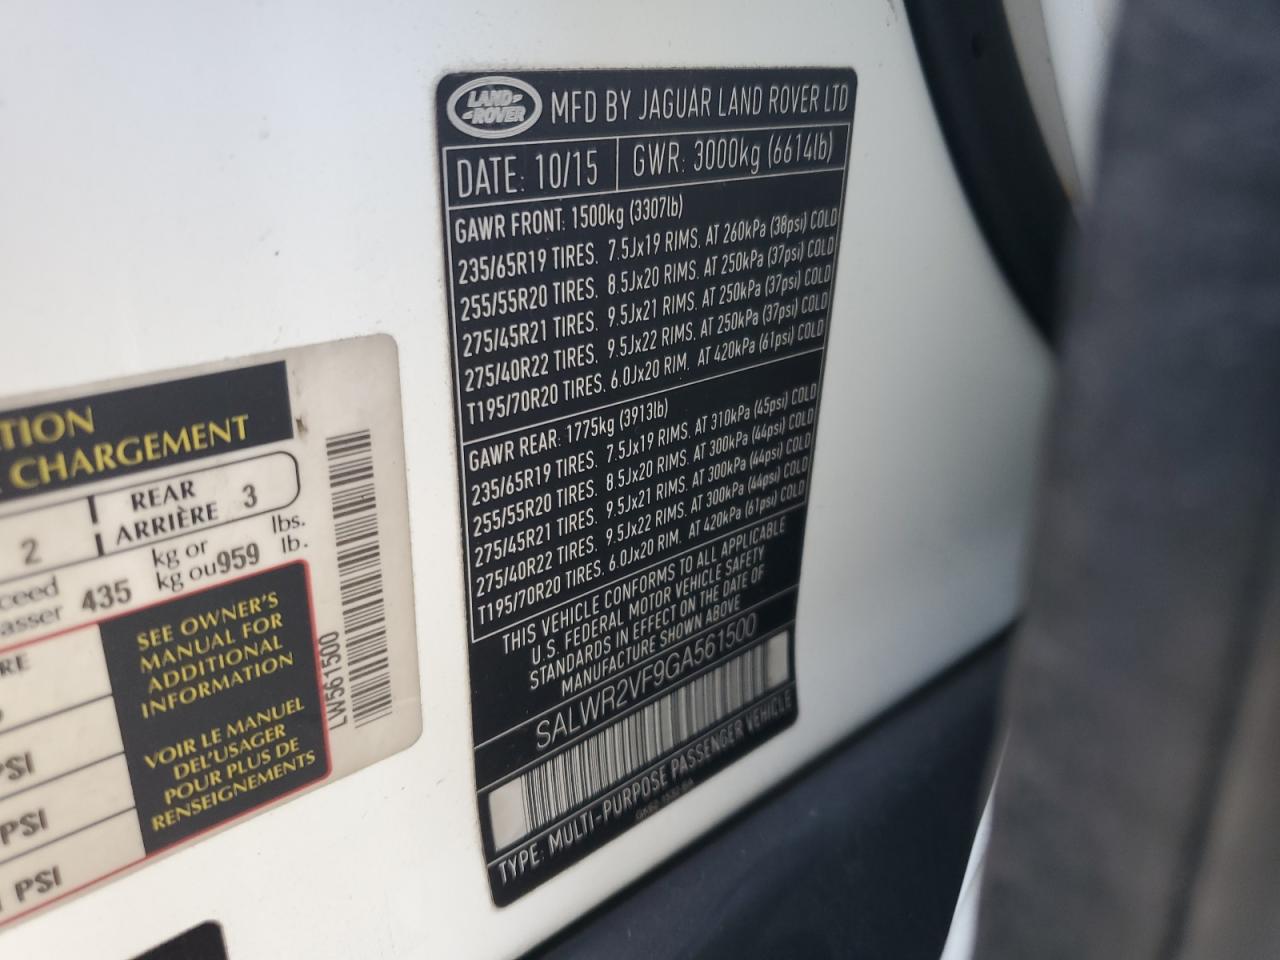 LAND ROVER
MFD BY JAGUAR LAND ROVER LTD
DATE: 10/15 GWR: 3000kg (6614lb)
GAWR FRONT: 1500kg (3307lb)
235/65R19 TIRES. 7.5Jx19 RIMS. AT 260kPa (38psi) COLD
255/55R20 TIRES. 8.5Jx20 RIMS. AT 250kPa (37psi) COLD
275/45R21 TIRES. 9.5Jx21 RIMS. AT 250kPa (37psi) COLD
275/40R22 TIRES. 9.5Jx22 RIMS. AT 250kPa (37psi) COLD
T195/70R20 TIRES. 6.0Jx20 RIM. AT 420kPa (61psi) COLD
GAWR REAR: 1775kg (3913lb)
235/65R19 TIRES. 7.5Jx19 RIMS. AT 310kPa (45psi) COLD
255/55R20 TIRES. 8.5Jx20 RIMS. AT 300kPa (44psi) COLD
275/45R21 TIRES. 9.5Jx21 RIMS. AT 300kPa (44psi) COLD
275/40R22 TIRES. 9.5Jx22 RIMS. AT 300kPa (44psi) COLD
T195/70R20 TIRES. 6.0Jx20 RIM. AT 420kPa (61psi) COLD
THIS VEHICLE CONFORMS TO ALL APPLICABLE
U.S. FEDERAL MOTOR VEHICLE SAFETY
STANDARDS IN EFFECT ON THE DATE OF
MANUFACTURE SHOWN ABOVE
SALWR2VF9GA561500
TYPE: MULTI-PURPOSE PASSENGER VEHICLE
TION
CHARGEMENT
2 REAR
ARRIÈRE 3
ceed 435 kg or 959 lbs.
asser kg ou lb.
RE
PSI
PSI
PSI
SEE OWNER'S
MANUAL FOR
ADDITIONAL
INFORMATION
VOIR LE MANUEL
DEL'USAGER
POUR PLUS DE
RENSEIGNEMENTS
LW561500